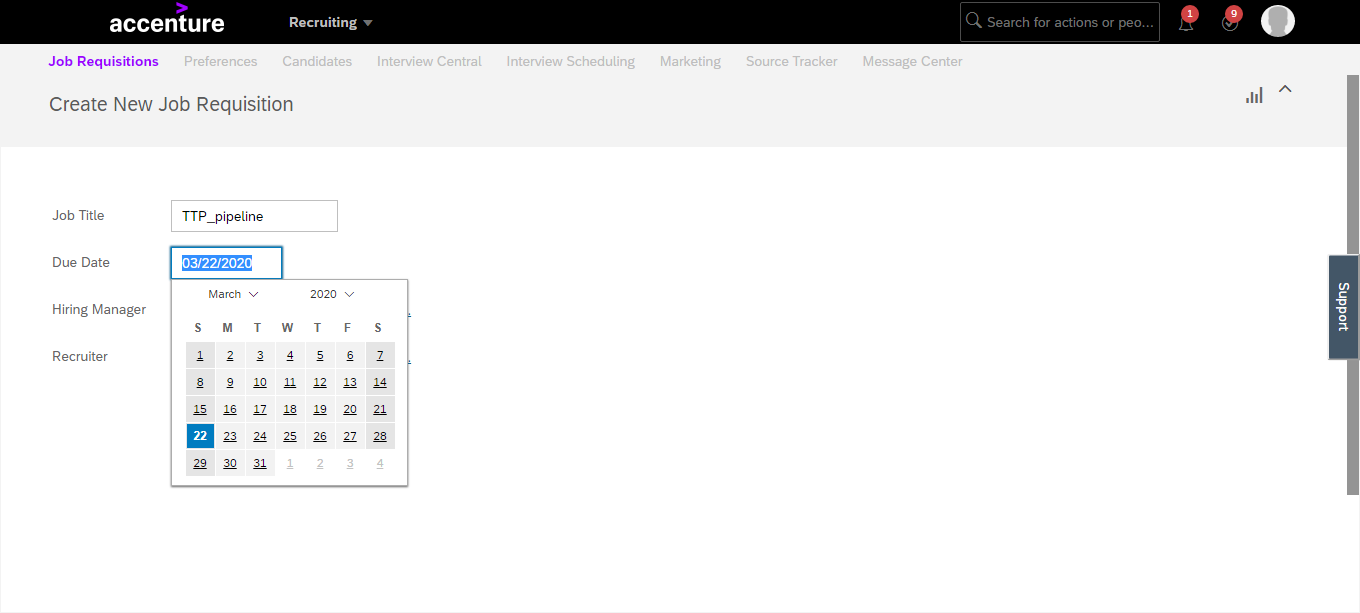 accenture
Recruiting
Search for actions or peo...
1
9
Job Requisitions Preferences Candidates Interview Central Interview Scheduling Marketing Source Tracker Message Center
Create New Job Requisition
Job Title TTP_pipeline
Due Date 03/22/2020
Hiring Manager
Recruiter
March 2020
S M T W T F S
1 2 3 4 5 6 7
8 9 10 11 12 13 14
15 16 17 18 19 20 21
22 23 24 25 26 27 28
29 30 31 1 2 3 4
Support